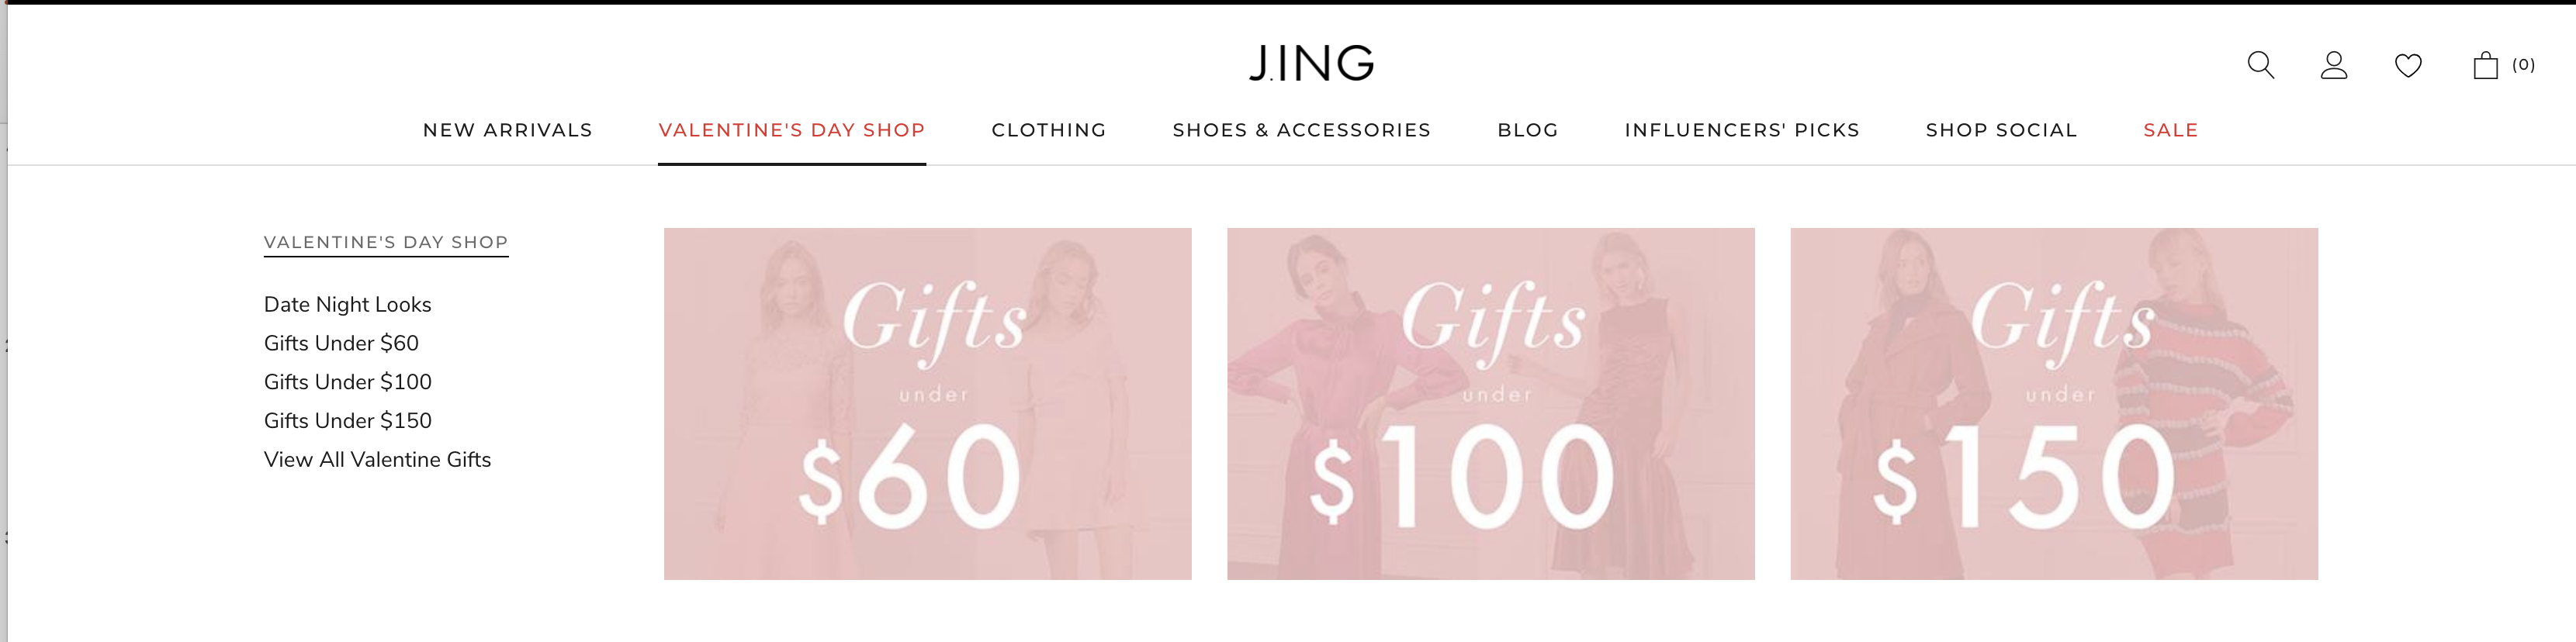 J.ING
(0)
NEW ARRIVALS
VALENTINE'S DAY SHOP
CLOTHING
SHOES & ACCESSORIES
BLOG
INFLUENCERS' PICKS
SHOP SOCIAL
SALE
VALENTINE'S DAY SHOP
Date Night Looks
Gifts Under $60
Gifts Under $100
Gifts Under $150
View All Valentine Gifts
Gifts
under
$60
Gifts
under
$100
Gifts
under
$150